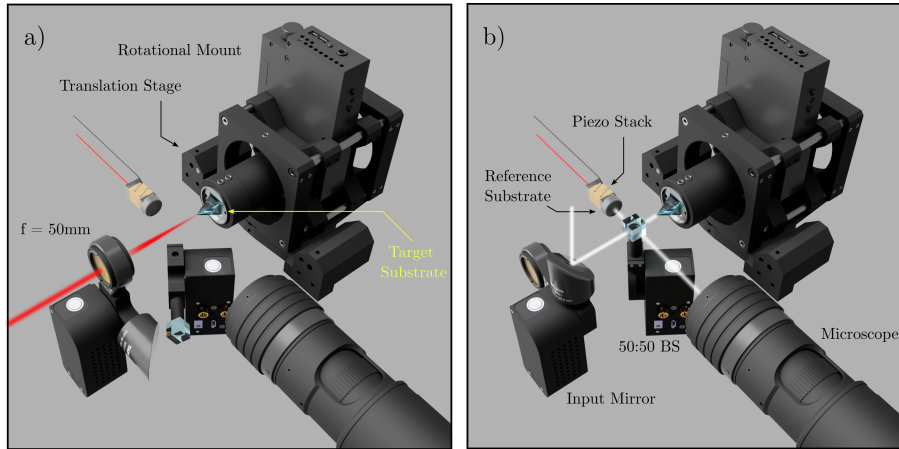 a)
Rotational Mount
Translation Stage
f = 50mm
Target
Substrate
b)
Piezo Stack
Reference
Substrate
Microscope
50:50 BS
Input Mirror